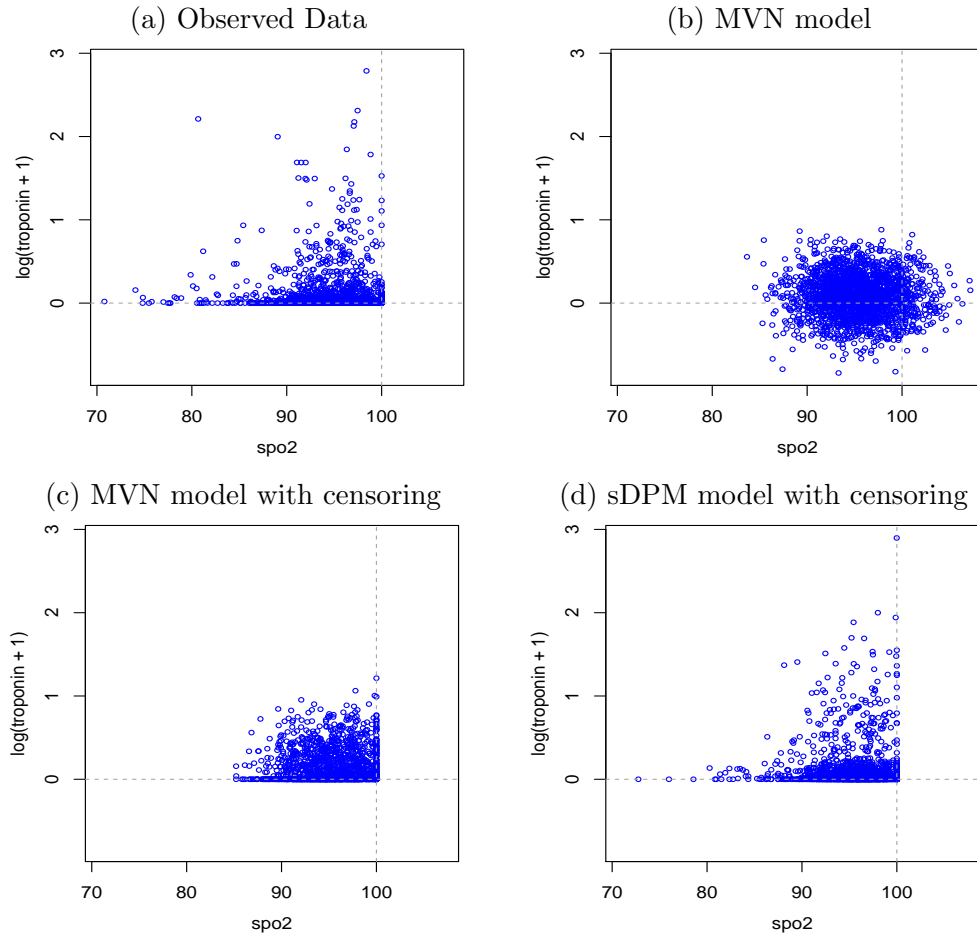 (a) Observed Data
3
2
1
0
log(troponin + 1)
70 80 90 100
spo2
(b) MVN model
3
2
1
0
log(troponin + 1)
70 80 90 100
spo2
(c) MVN model with censoring
3
2
1
0
log(troponin + 1)
70 80 90 100
spo2
(d) sDPM model with censoring
3
2
1
0
log(troponin + 1)
70 80 90 100
spo2